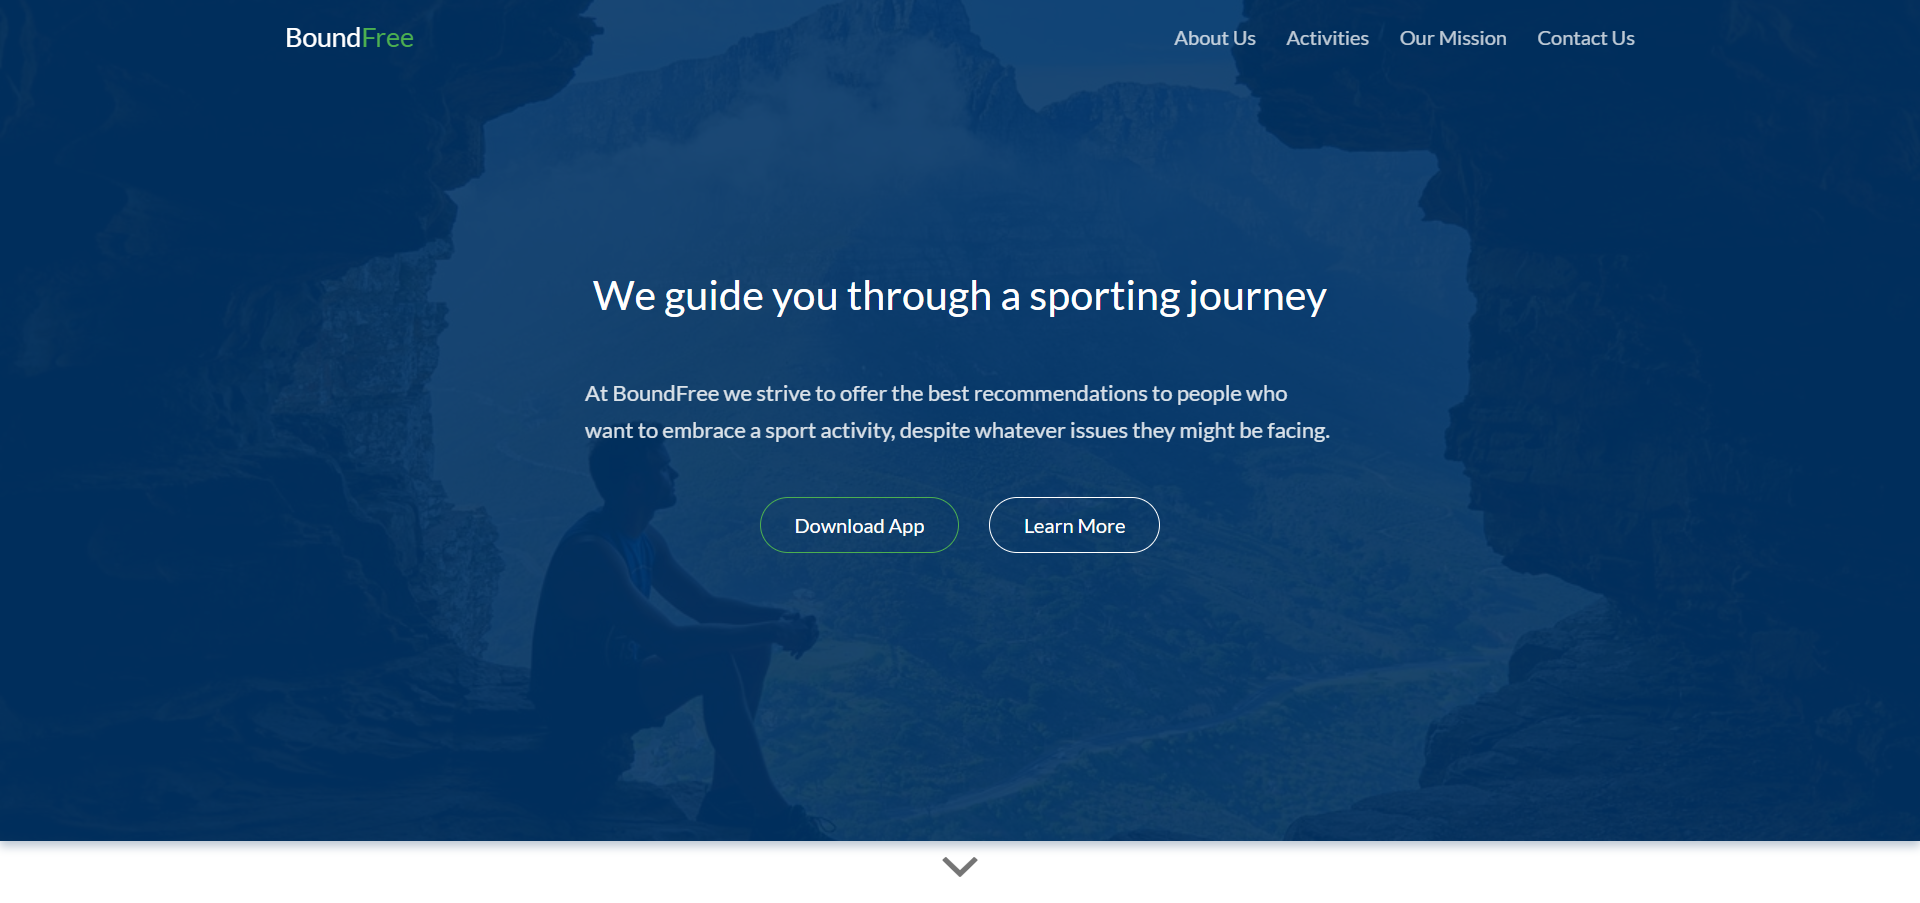 BoundFree
About Us
Activities
Our Mission
Contact Us
We guide you through a sporting journey
At BoundFree we strive to offer the best recommendations to people who
want to embrace a sport activity, despite whatever issues they might be facing.
Download App
Learn More